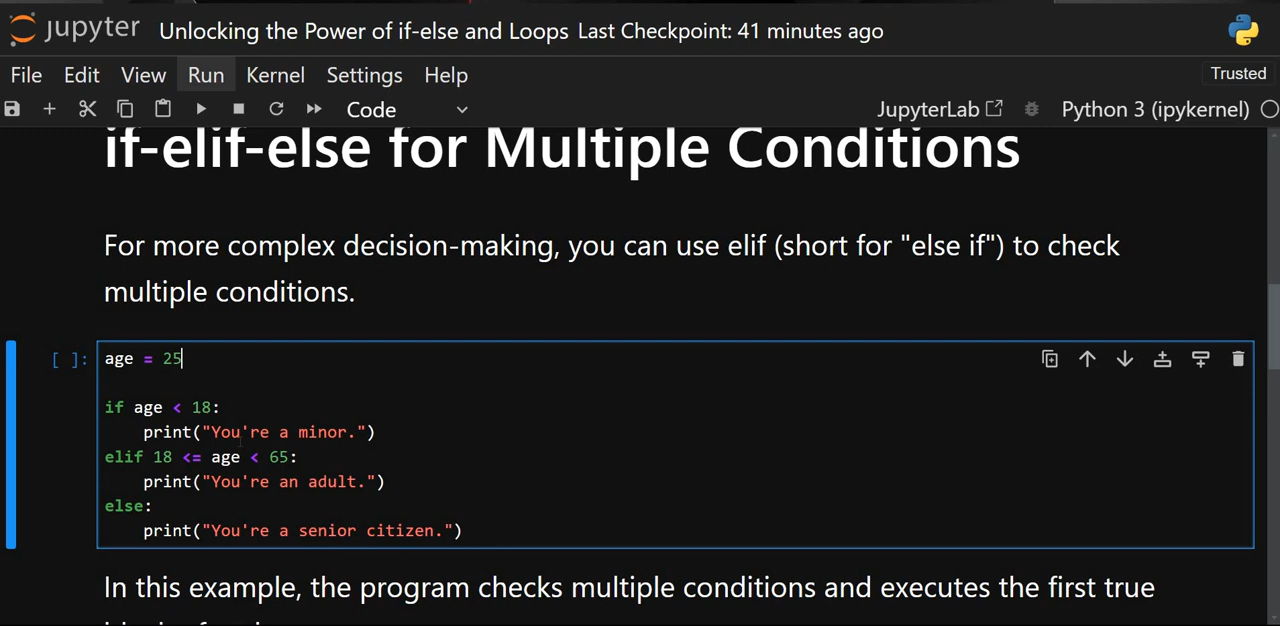 jupyter Unlocking the Power of if-else and Loops Last Checkpoint: 41 minutes ago
File Edit View Run Kernel Settings Help Trusted
Code JupyterLab Python 3 (ipykernel)
if-elif-else for Multiple Conditions
For more complex decision-making, you can use elif (short for "else if") to check
multiple conditions.
[ ]: age = 25
if age < 18:
    print("You're a minor.")
elif 18 <= age < 65:
    print("You're an adult.")
else:
    print("You're a senior citizen.")
In this example, the program checks multiple conditions and executes the first true